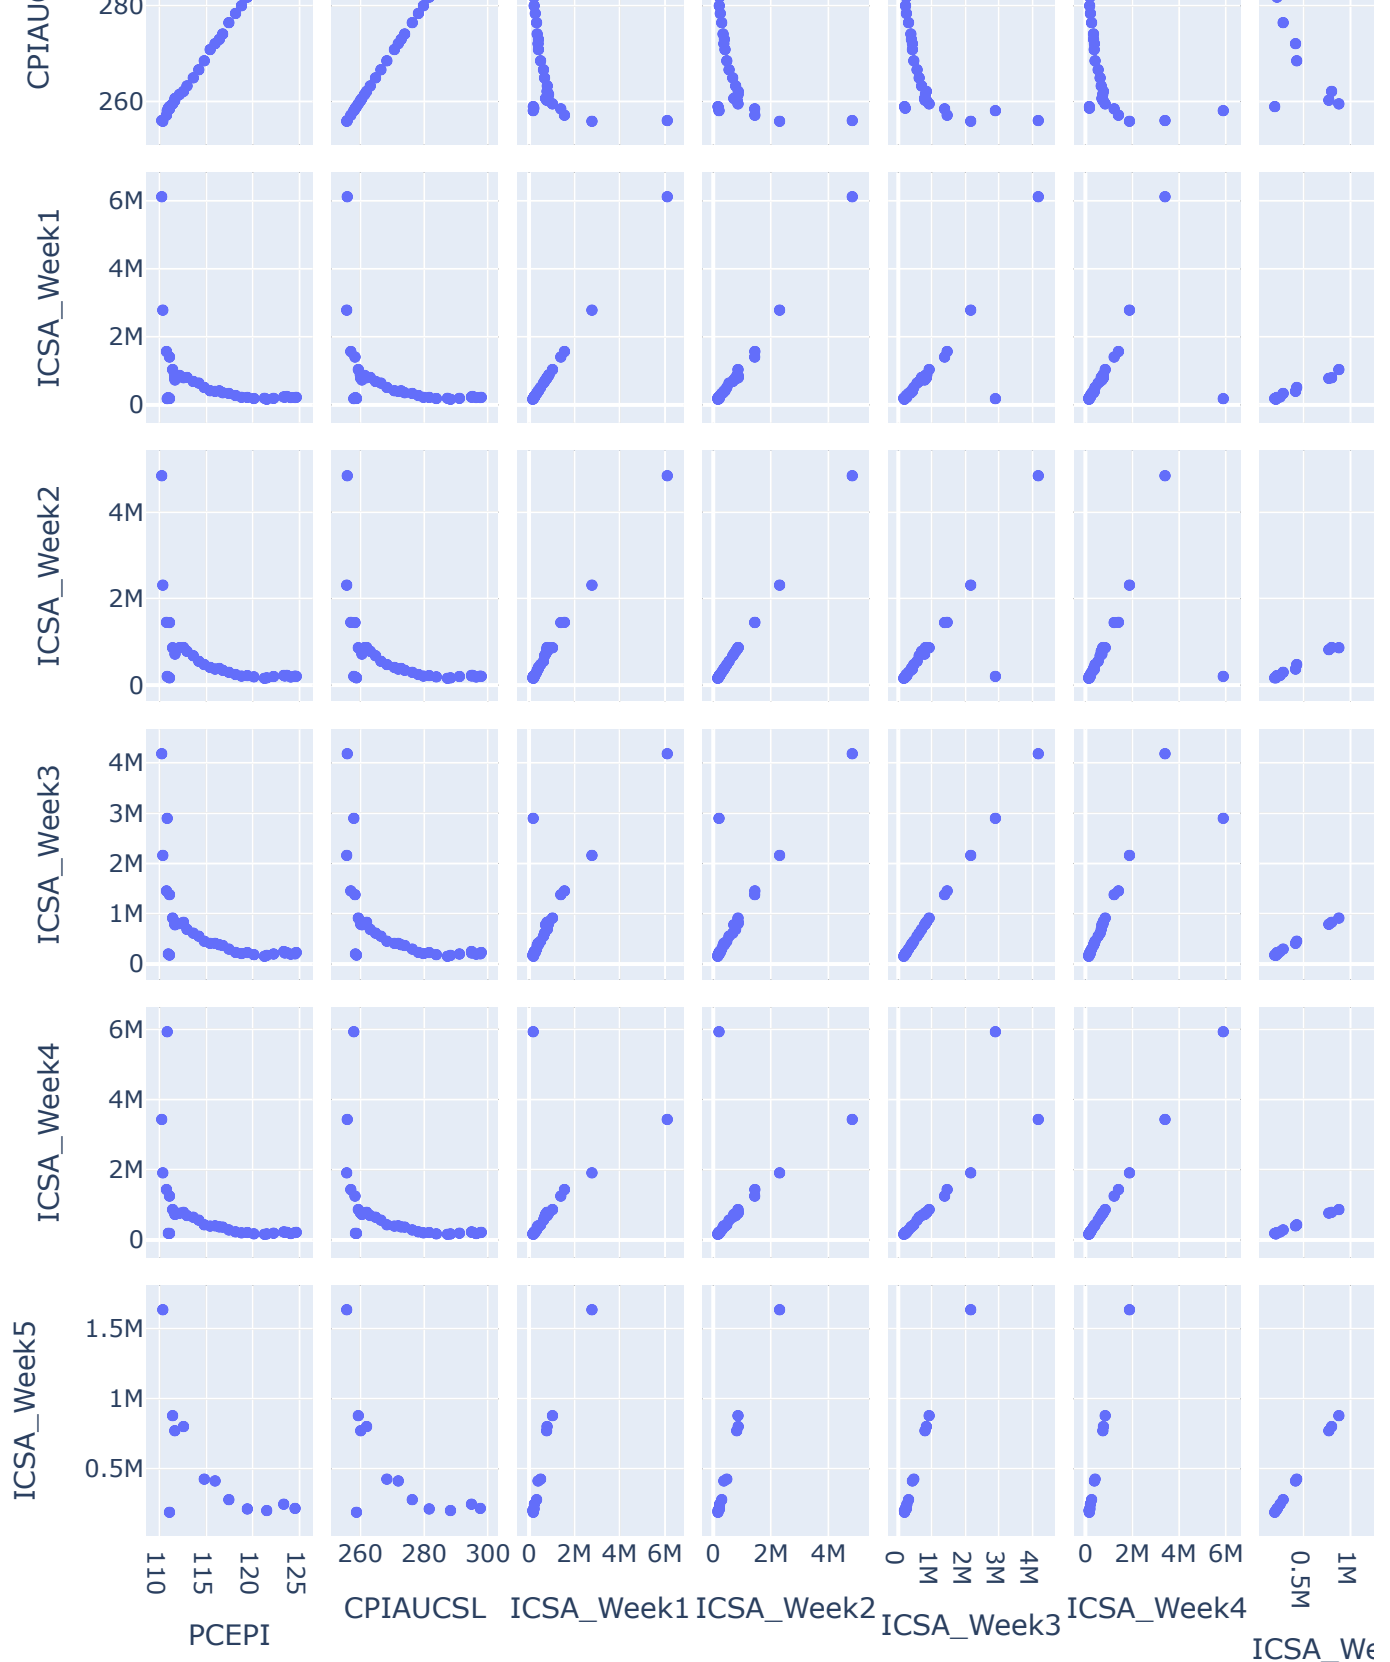 CPIAUC
280
260
ICSA_Week1
6M
4M
2M
0
ICSA_Week2
4M
2M
0
ICSA_Week3
4M
3M
2M
1M
0
ICSA_Week4
6M
4M
2M
0
ICSA_Week5
1.5M
1M
0.5M
110 115 120 125 260 280 300 0 2M 4M 6M 0 2M 4M 0 1M 2M 3M 4M 0 2M 4M 6M 0.5M 1M
PCEPI CPIAUCSL ICSA_Week1 ICSA_Week2 ICSA_Week3 ICSA_Week4 ICSA_We